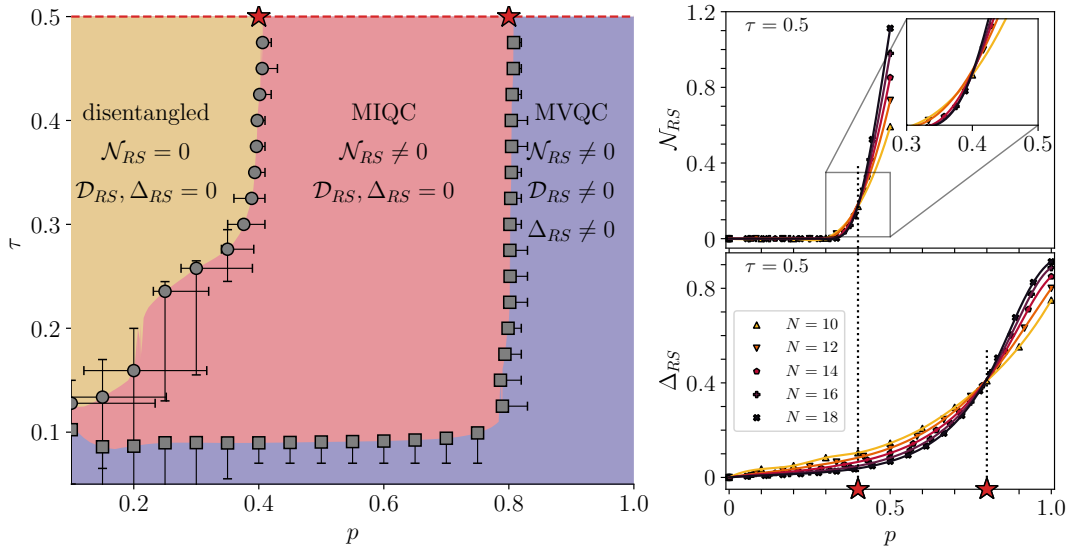 0.5
0.4
0.3
0.2
0.1
τ
0.2
0.4
0.6
0.8
1.0
p
disentangled
𝒩_RS = 0
𝒟_RS, Δ_RS = 0
MIQC
𝒩_RS ≠ 0
𝒟_RS, Δ_RS = 0
MVQC
𝒩_RS ≠ 0
𝒟_RS ≠ 0
Δ_RS ≠ 0
1.2
0.8
0.4
0
𝒩_RS
τ = 0.5
0.3
0.4
0.5
0.8
0.4
0
Δ_RS
τ = 0.5
N = 10
N = 12
N = 14
N = 16
N = 18
0
0.5
1.0
p